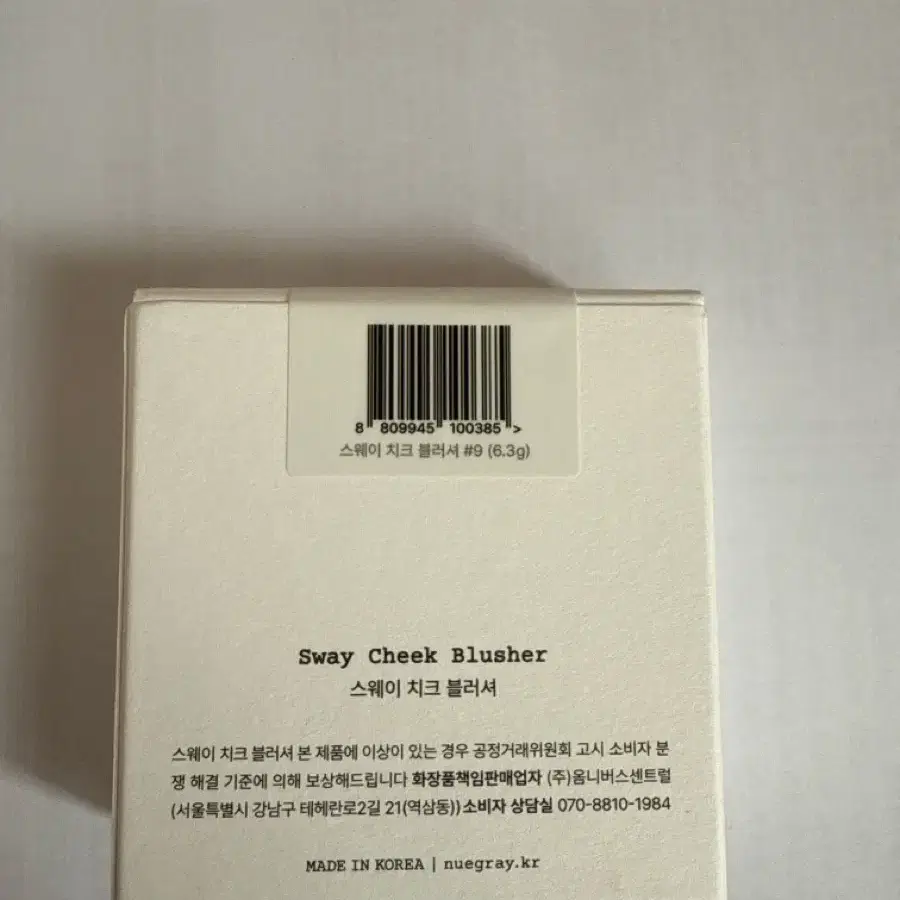 8 809945 100385 >
스웨이 치크 블러셔 #9 (6.3g)
Sway Cheek Blusher
스웨이 치크 블러셔
스웨이 치크 블러셔 본 제품에 이상이 있는 경우 공정거래위원회 고시 소비자 분
쟁 해결 기준에 의해 보상해드립니다 화장품책임판매업자 (주)옴니버스센트럴
(서울특별시 강남구 테헤란로2길 21(역삼동)) 소비자 상담실 070-8810-1984
MADE IN KOREA | nuegray.kr